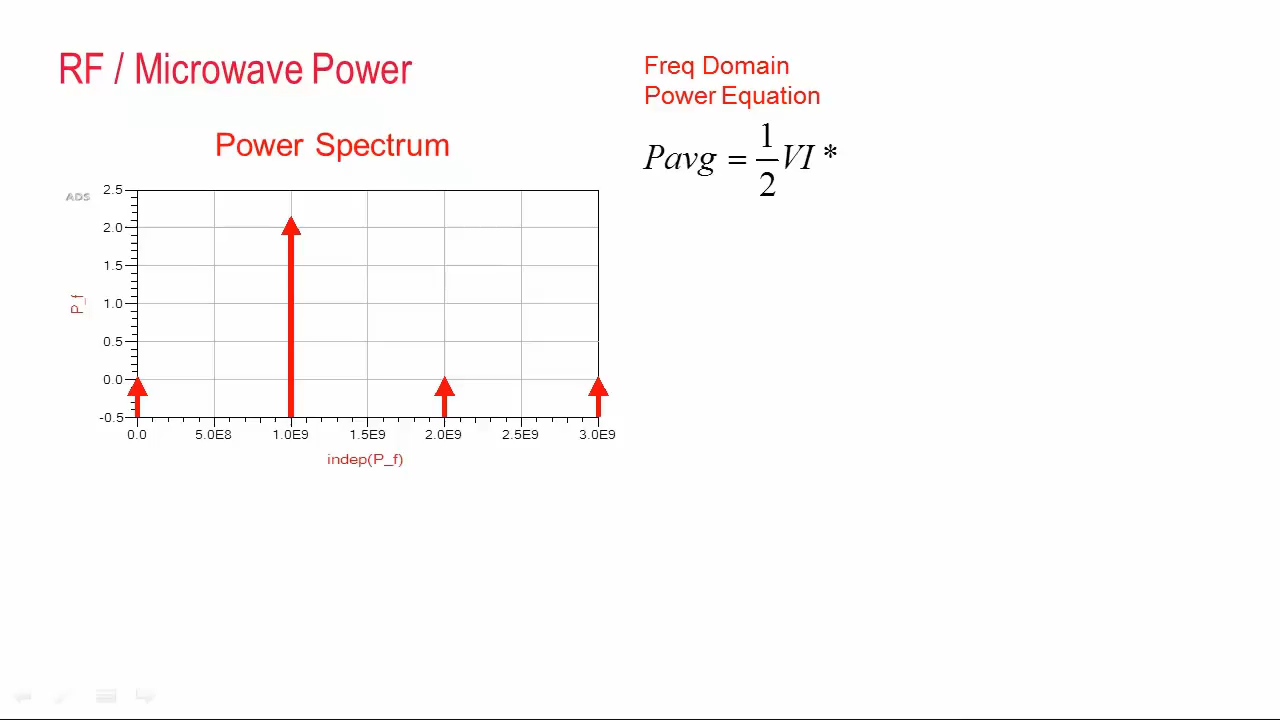 RF / Microwave Power
Freq Domain
Power Equation
Pavg = 1/2 VI *
Power Spectrum
ADS
2.5
2.0
1.5
1.0
0.5
0.0
-0.5
P_f
0.0 5.0E8 1.0E9 1.5E9 2.0E9 2.5E9 3.0E9
indep(P_f)